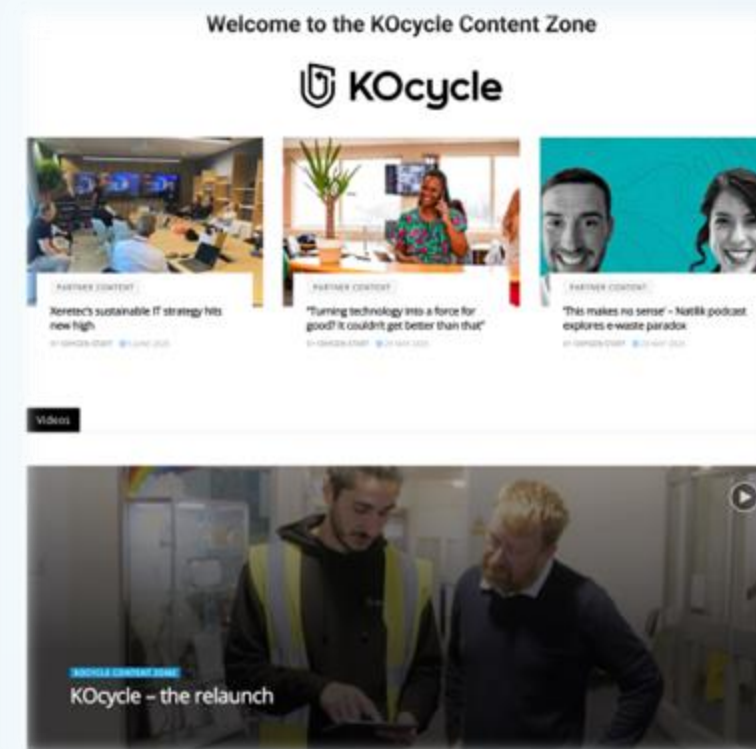 Welcome to the KOcycle Content Zone
KOcycle
PARTNER CONTENT
Xeretec's sustainable IT strategy hits
new high
PARTNER CONTENT
"Turning technology into a force for
good? It couldn't get better than that"
PARTNER CONTENT
'This makes no sense' – Natilik podcast
explores e-waste paradox
Videos
KOCYCLE CONTENT ZONE
KOcycle – the relaunch